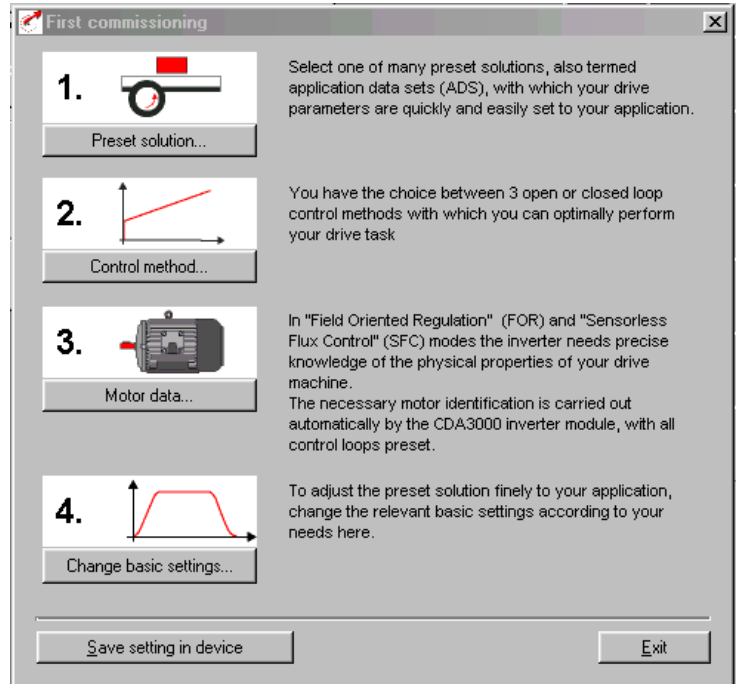 First commissioning
1.
Preset solution...
Select one of many preset solutions, also termed
application data sets (ADS), with which your drive
parameters are quickly and easily set to your application.
2.
Control method...
You have the choice between 3 open or closed loop
control methods with which you can optimally perform
your drive task
3.
Motor data...
In "Field Oriented Regulation"  (FOR) and "Sensorless
Flux Control" (SFC) modes the inverter needs precise
knowledge of the physical properties of your drive
machine.
The necessary motor identification is carried out
automatically by the CDA3000 inverter module, with all
control loops preset.
4.
Change basic settings...
To adjust the preset solution finely to your application,
change the relevant basic settings according to your
needs here.
Save setting in device
Exit